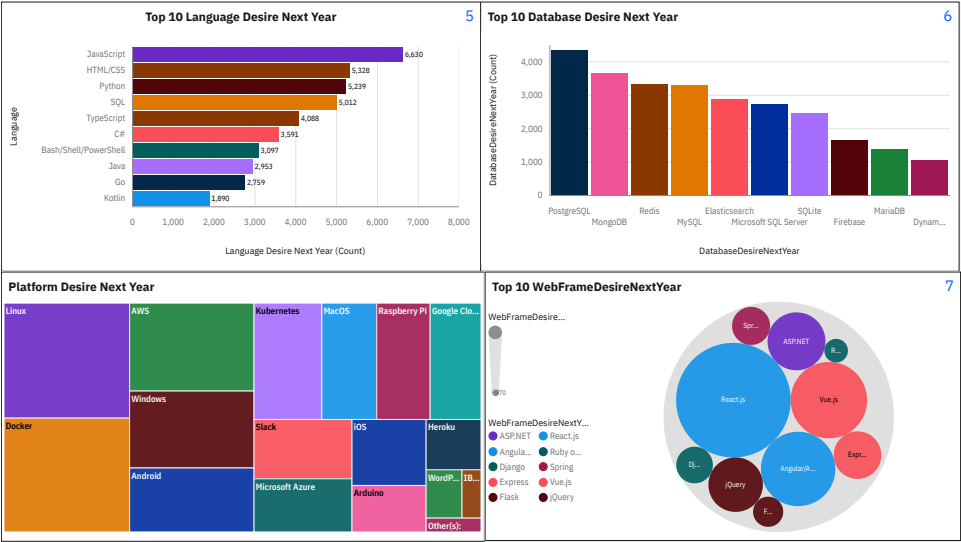 Top 10 Language Desire Next Year
5
JavaScript
6,630
HTML/CSS
5,328
Python
5,239
SQL
5,012
TypeScript
4,088
C#
3,591
Bash/Shell/PowerShell
3,097
Java
2,953
Go
2,759
Kotlin
1,890
Language
0 1,000 2,000 3,000 4,000 5,000 6,000 7,000 8,000
Language Desire Next Year (Count)
Top 10 Database Desire Next Year
6
DatabaseDesireNextYear (Count)
4,000
3,000
2,000
1,000
0
PostgreSQL Redis Elasticsearch SQLite MariaDB
MongoDB MySQL Microsoft SQL Server Firebase Dynam...
DatabaseDesireNextYear
Platform Desire Next Year
Linux
AWS
Kubernetes
MacOS
Raspberry Pi
Google Clo...
Windows
Docker
Slack
iOS
Heroku
Android
Microsoft Azure
Arduino
WordP...
IB...
Other(s):
Top 10 WebFrameDesireNextYear
7
WebFrameDesire...
WebFrameDesireNextY...
ASP.NET React.js
Angula... Ruby o...
Django Spring
Express Vue.js
Flask jQuery
Spr...
ASP.NET
R...
React.js
Vue.js
Expr...
Dj...
jQuery
Angular/A...
F...